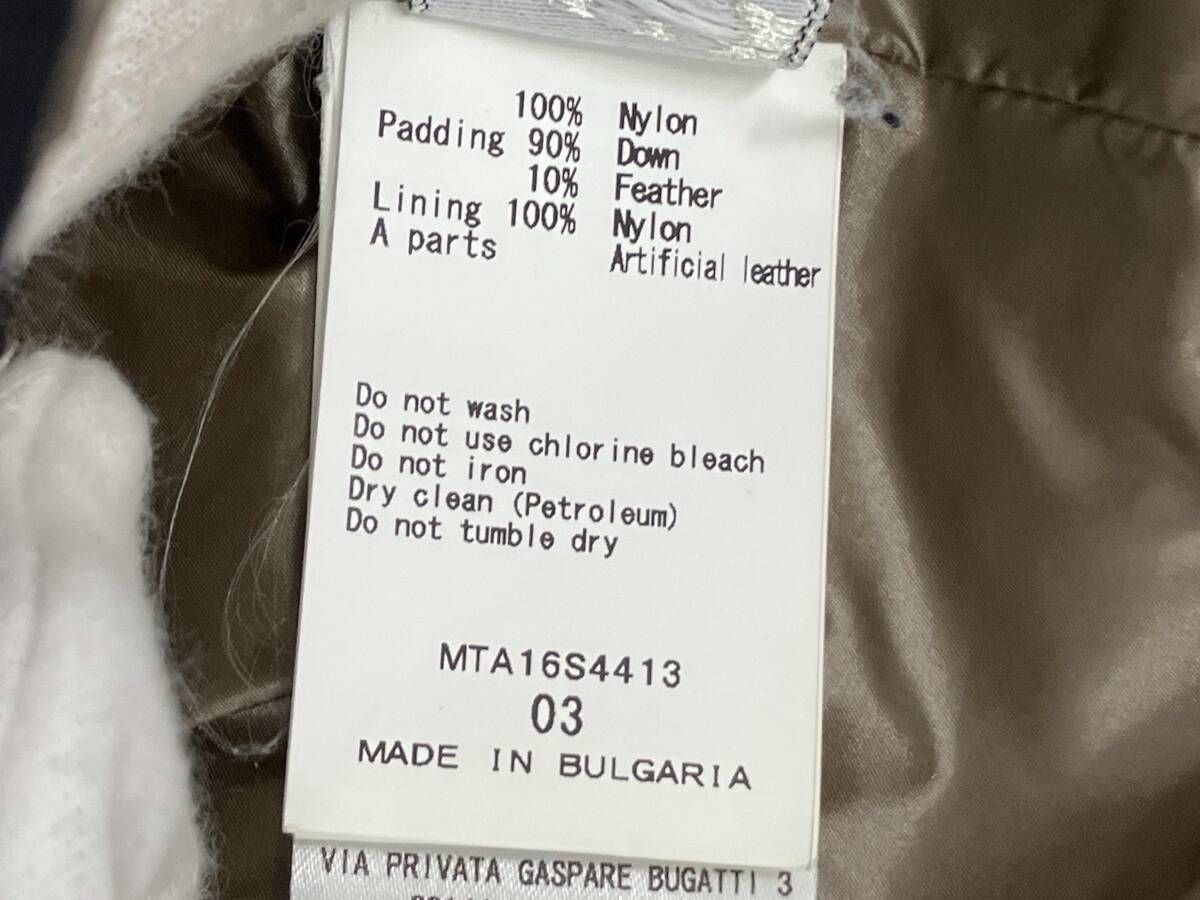 100% Nylon
Padding 90% Down
10% Feather
Lining 100% Nylon
A parts Artificial leather
Do not wash
Do not use chlorine bleach
Do not iron
Dry clean (Petroleum)
Do not tumble dry
MTA16S4413
03
MADE IN BULGARIA
VIA PRIVATA GASPARE BUGATTI 3